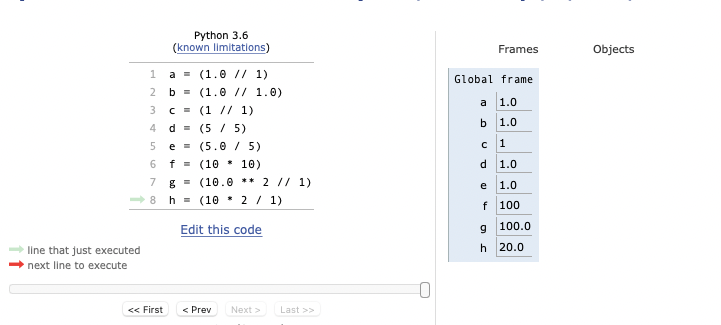 Python 3.6
(known limitations)
1 a = (1.0 // 1)
2 b = (1.0 // 1.0)
3 c = (1 // 1)
4 d = (5 / 5)
5 e = (5.0 / 5)
6 f = (10 * 10)
7 g = (10.0 ** 2 // 1)
8 h = (10 * 2 / 1)
Edit this code
line that just executed
next line to execute
<< First < Prev Next > Last >>
Frames Objects
Global frame
a 1.0
b 1.0
c 1
d 1.0
e 1.0
f 100
g 100.0
h 20.0